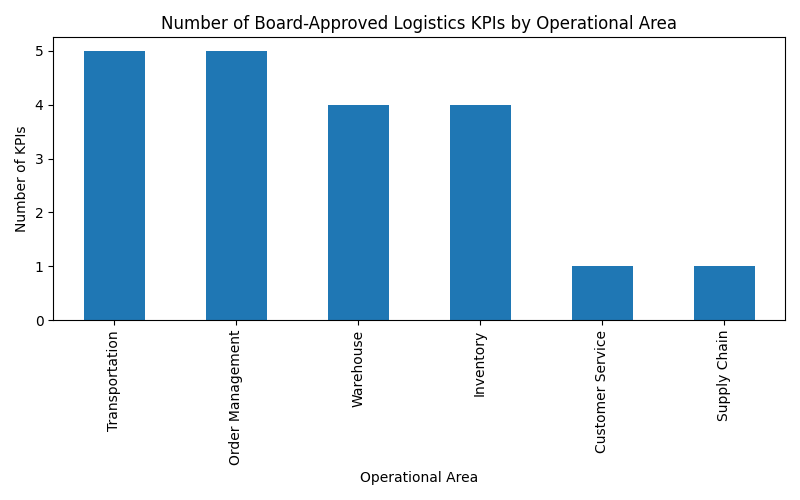 Number of Board-Approved Logistics KPIs by Operational Area
Number of KPIs
5
4
3
2
1
0
Transportation
Order Management
Warehouse
Inventory
Customer Service
Supply Chain
Operational Area